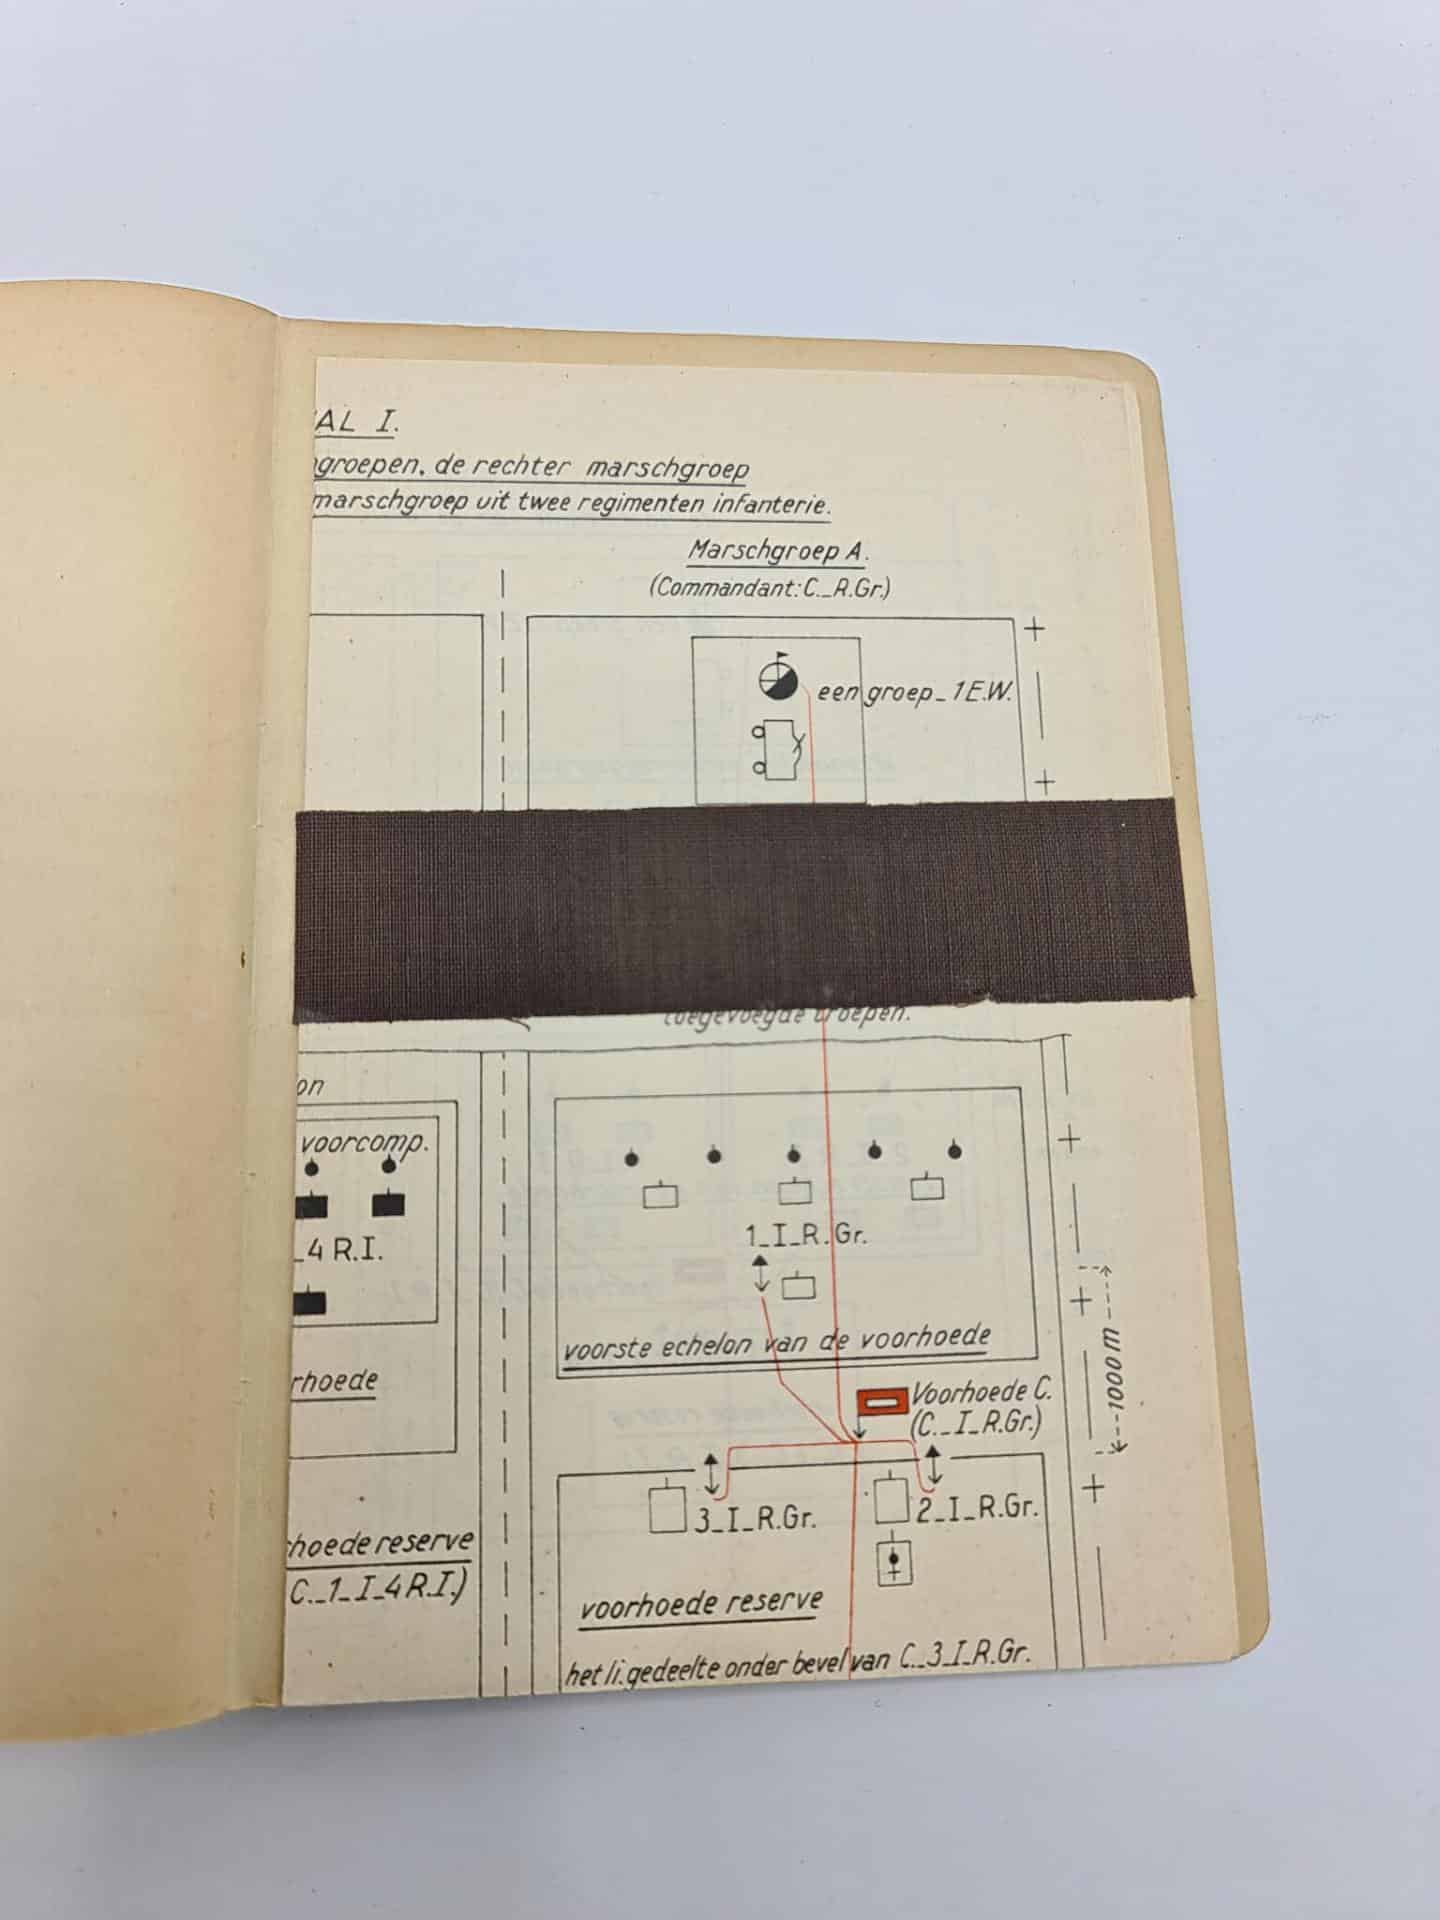 AL I.
groepen, de rechter marschgroep
marschgroep uit twee regimenten infanterie.
Marschgroep A.
(Commandant: C._R.Gr.)
een groep_1 E.W.
toegevoegde troepen.
on
voorcomp.
_4 R.I.
rhoede
hoede reserve
C._1_I_4 R.I.)
1_I_R.Gr.
voorste echelon van de voorhoede
Voorhoede C.
(C._I_R.Gr.)
1000 m
3_I_R.Gr.
2_I_R.Gr.
voorhoede reserve
het li. gedeelte onder bevel van C._3_I_R.Gr.